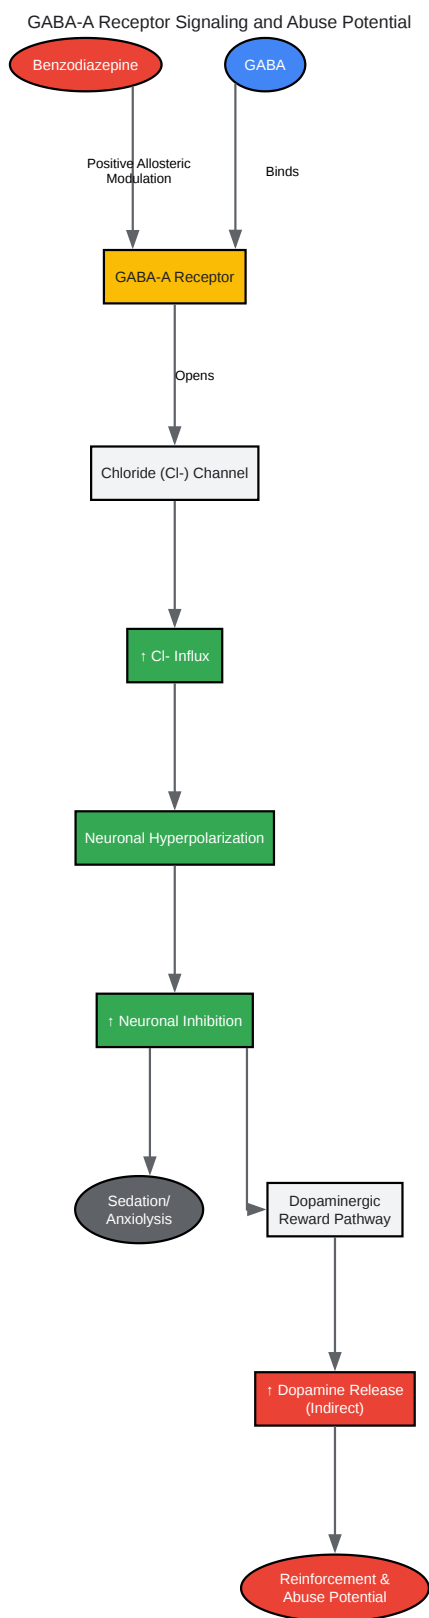 GABA-A Receptor Signaling and Abuse Potential
Benzodiazepine
GABA
Positive Allosteric
Modulation
Binds
GABA-A Receptor
Opens
Chloride (Cl-) Channel
↑ Cl- Influx
Neuronal Hyperpolarization
↑ Neuronal Inhibition
Sedation/
Anxiolysis
Dopaminergic
Reward Pathway
↑ Dopamine Release
(Indirect)
Reinforcement &
Abuse Potential